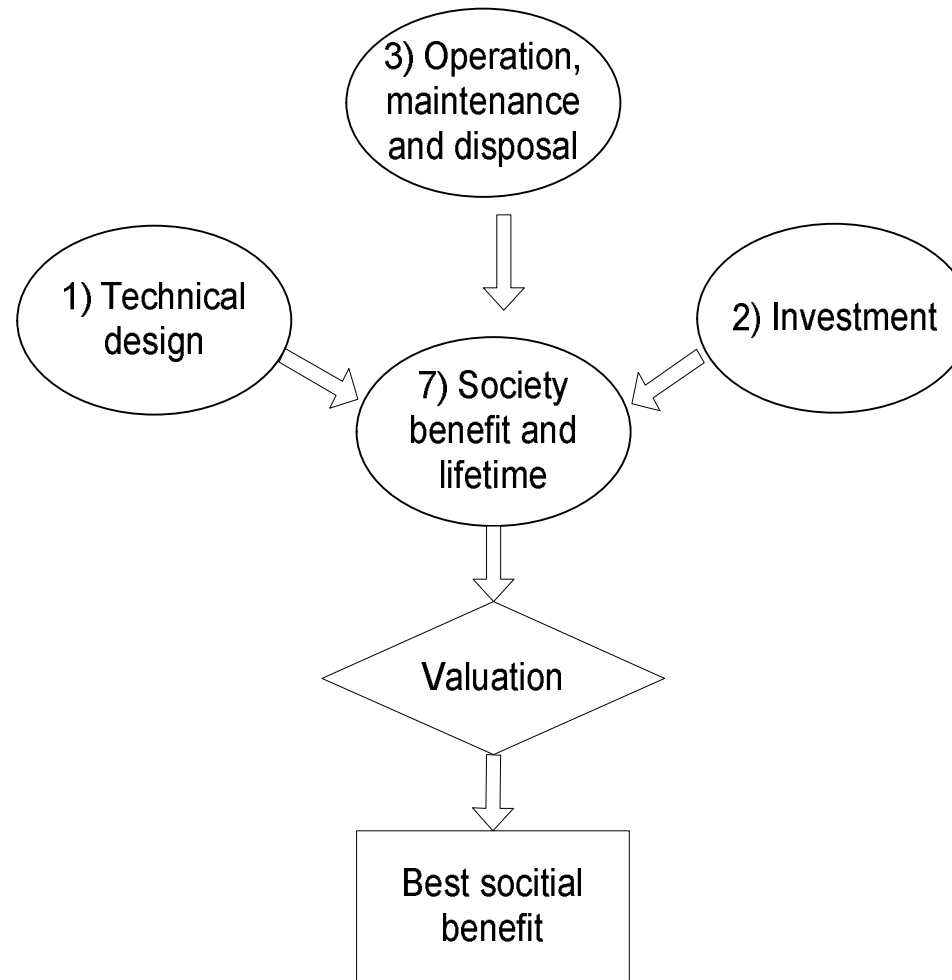 3) Operation,
maintenance
and disposal
1) Technical
design
2) Investment
7) Society
benefit and
lifetime
Valuation
Best socitial
benefit